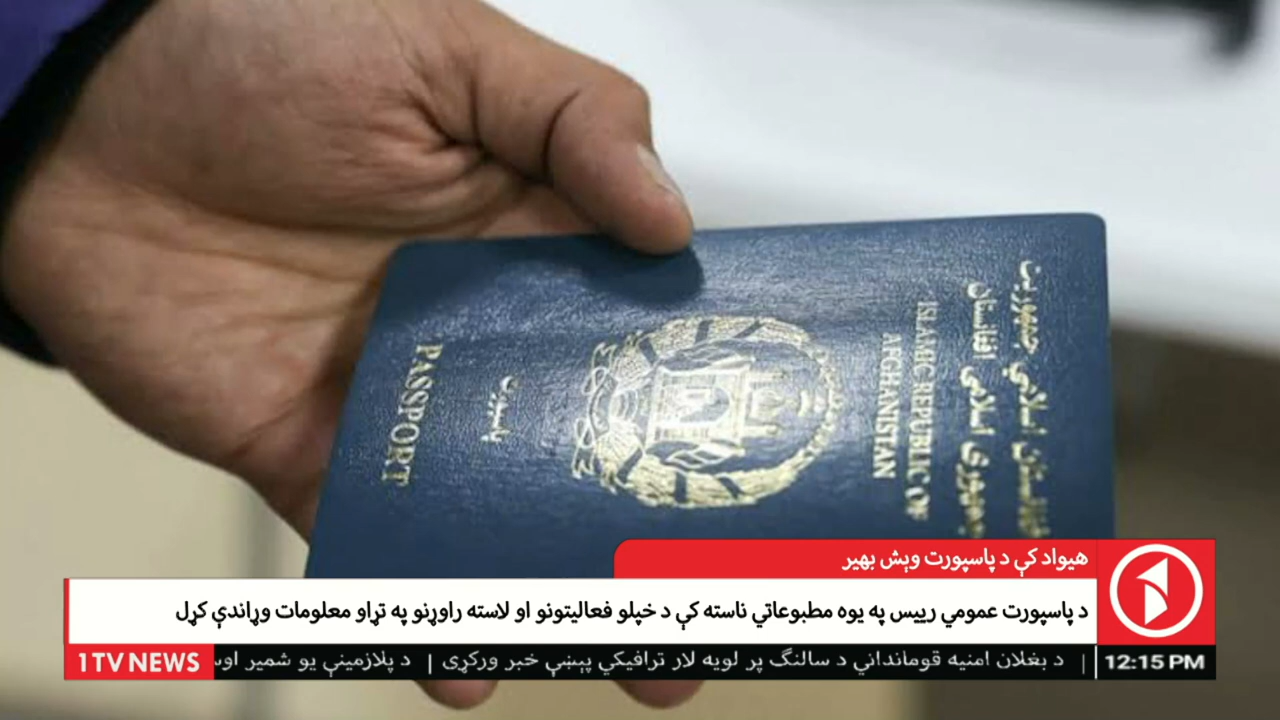 جمهوریت
افغانستان
ISLAMIC REPUBLIC OF
AFGHANISTAN
پاسپورت
PASSPORT
هیواد کې د پاسپورت وېش بهیر
د پاسپورت عمومي رییس په یوه مطبوعاتي ناسته کې د خپلو فعالیتونو او لاسته راوړنو په تړاو معلومات وړاندې کړل
1TV NEWS
د بغلان امنیه قوماندانۍ د سالنګ پر لویه لار ترافیکي پېښې خبر ورکړی | د پلازمینې یو شمیر
12:15 PM